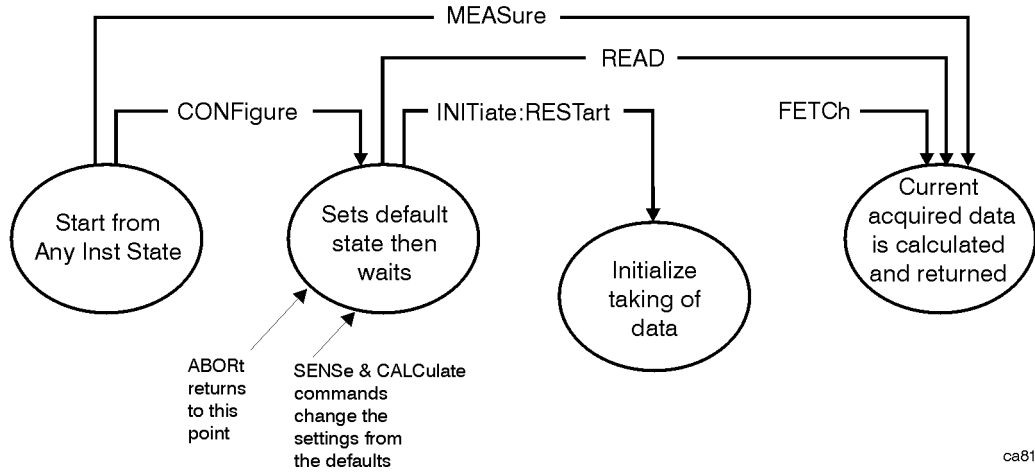 MEASure
READ
CONFigure
INITiate:RESTart
FETCh
Start from
Any Inst State
Sets default
state then
waits
Initialize
taking of
data
Current
acquired data
is calculated
and returned
ABORt
returns
to this
point
SENSe & CALCulate
commands
change the
settings from
the defaults
ca81